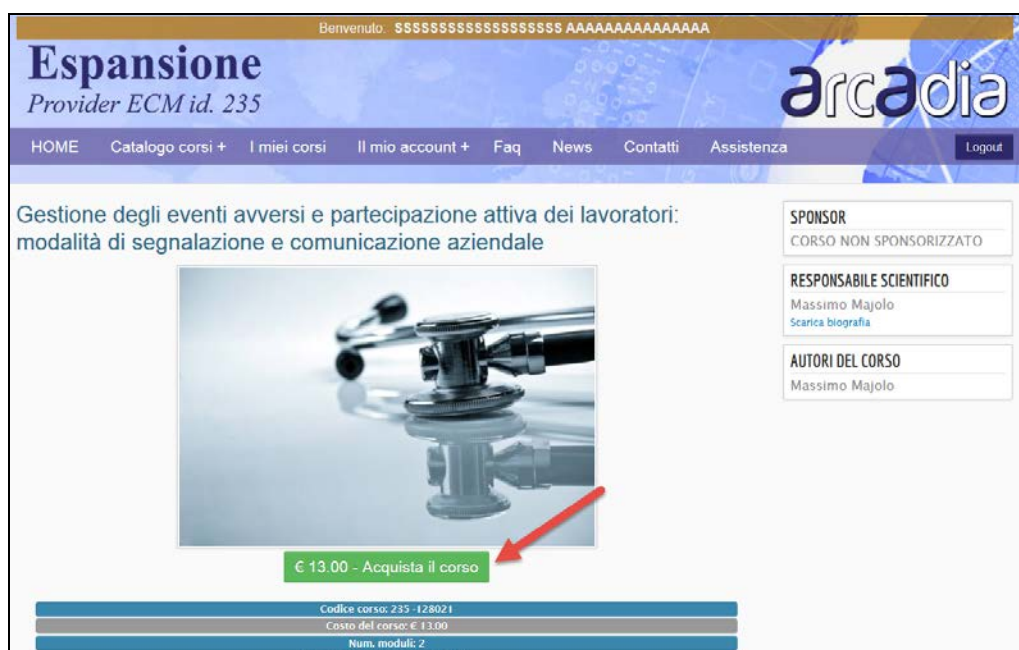 Benvenuto: SSSSSSSSSSSSSSSSSSS AAAAAAAAAAAAAAA
Espansione
Provider ECM id. 235
arcadia
HOME Catalogo corsi + I miei corsi Il mio account + Faq News Contatti Assistenza Logout
Gestione degli eventi avversi e partecipazione attiva dei lavoratori:
modalità di segnalazione e comunicazione aziendale
SPONSOR
CORSO NON SPONSORIZZATO
RESPONSABILE SCIENTIFICO
Massimo Majolo
Scarica biografia
AUTORI DEL CORSO
Massimo Majolo
€ 13.00 - Acquista il corso
Codice corso: 235 -128021
Costo del corso: € 13.00
Num. moduli: 2